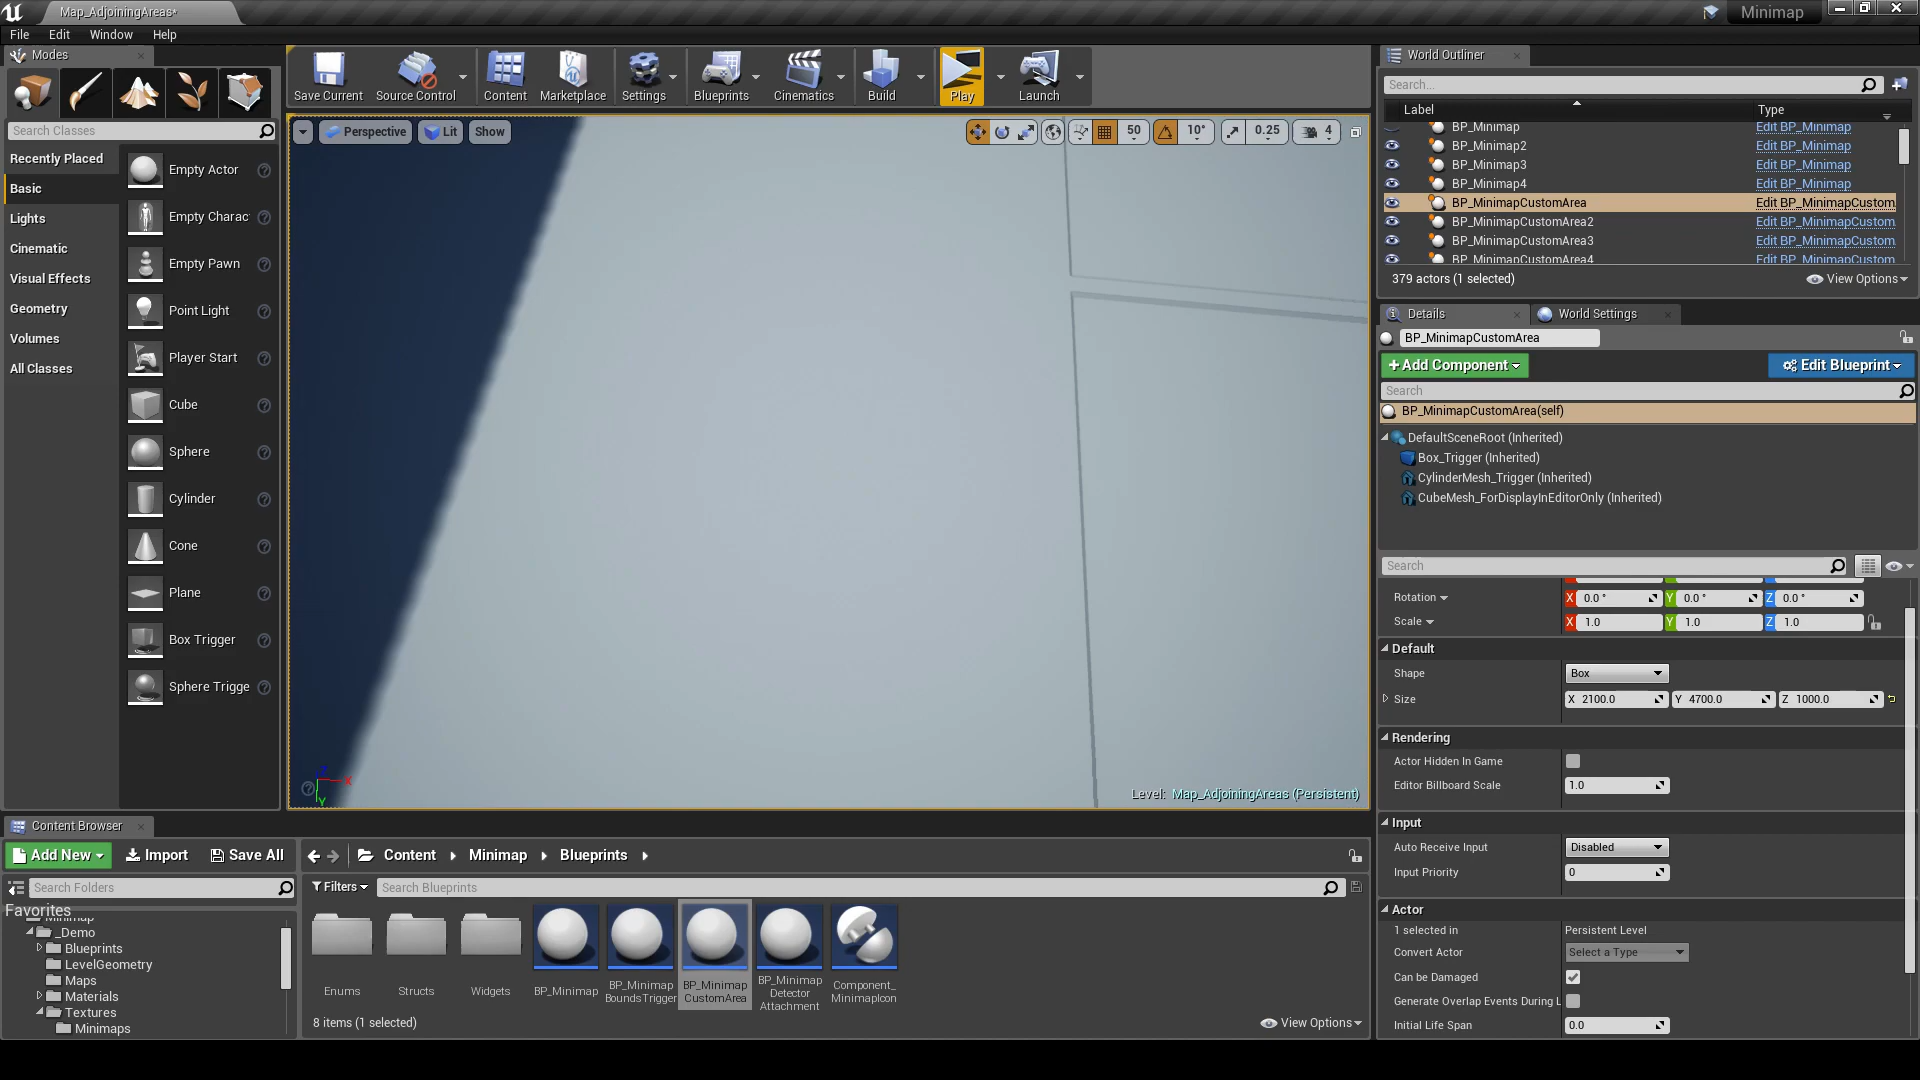 Map_AdjoiningAreas*
Minimap
File Edit Window Help
Modes
World Outliner
Search Classes
Recently Placed
Basic
Lights
Cinematic
Visual Effects
Geometry
Volumes
All Classes
Empty Actor
Empty Charac
Empty Pawn
Point Light
Player Start
Cube
Sphere
Cylinder
Cone
Plane
Box Trigger
Sphere Trigge
Save Current
Source Control
Content
Marketplace
Settings
Blueprints
Cinematics
Build
Play
Launch
Perspective
Lit
Show
50
10°
0.25
4
Z
X
Y
Level: Map_AdjoiningAreas (Persistent)
Search...
Label Type
BP_Minimap Edit BP_Minimap
BP_Minimap2 Edit BP_Minimap
BP_Minimap3 Edit BP_Minimap
BP_Minimap4 Edit BP_Minimap
BP_MinimapCustomArea Edit BP_MinimapCustom
BP_MinimapCustomArea2 Edit BP_MinimapCustom
BP_MinimapCustomArea3 Edit BP_MinimapCustom
BP_MinimapCustomArea4 Edit BP_MinimapCustom
379 actors (1 selected)
View Options
Details
World Settings
BP_MinimapCustomArea
+Add Component
Edit Blueprint
Search
BP_MinimapCustomArea(self)
DefaultSceneRoot (Inherited)
Box_Trigger (Inherited)
CylinderMesh_Trigger (Inherited)
CubeMesh_ForDisplayInEditorOnly (Inherited)
Search
Rotation X 0.0 ° Y 0.0 ° Z 0.0 °
Scale X 1.0 Y 1.0 Z 1.0
Default
Shape Box
Size X 2100.0 Y 4700.0 Z 1000.0
Rendering
Actor Hidden In Game
Editor Billboard Scale 1.0
Input
Auto Receive Input Disabled
Input Priority 0
Actor
1 selected in Persistent Level
Convert Actor Select a Type
Can be Damaged
Generate Overlap Events During L
Initial Life Span 0.0
Content Browser
Add New
Import
Save All
Content
Minimap
Blueprints
Search Folders
Filters
Search Blueprints
Favorites
Minimap
_Demo
Blueprints
LevelGeometry
Maps
Materials
Textures
Minimaps
Enums
Structs
Widgets
BP_Minimap
BP_Minimap
BoundsTrigger
BP_Minimap
CustomArea
BP_Minimap
Detector
Attachment
Component_
MinimapIcon
8 items (1 selected)
View Options